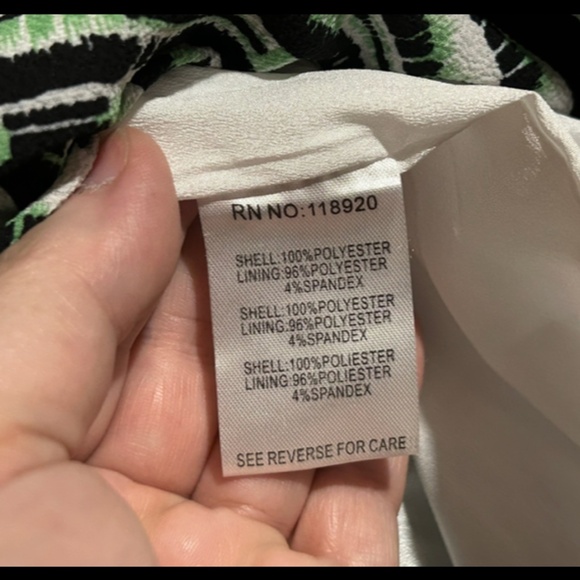 RN NO:118920
SHELL:100%POLYESTER
LINING:96%POLYESTER
4%SPANDEX
SHELL:100%POLYESTER
LINING:96%POLYESTER
4%SPANDEX
SHELL:100%POLIESTER
LINING:96%POLIESTER
4%SPANDEX
SEE REVERSE FOR CARE